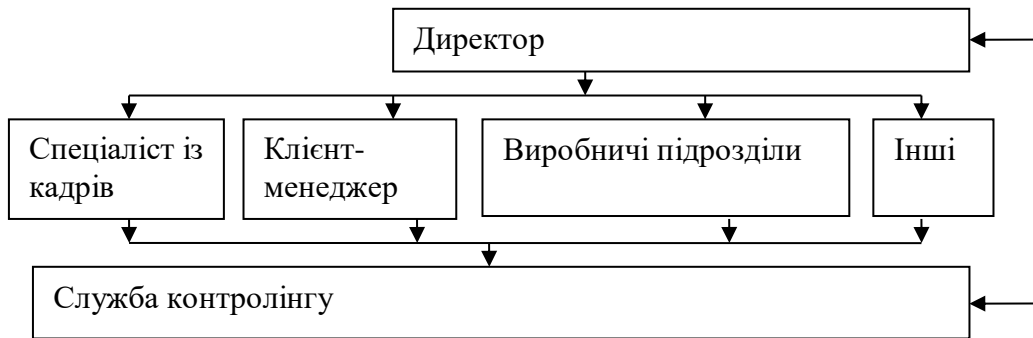 Директор
Спеціаліст із
кадрів
Клієнт-
менеджер
Виробничі підрозділи
Інші
Служба контролінгу